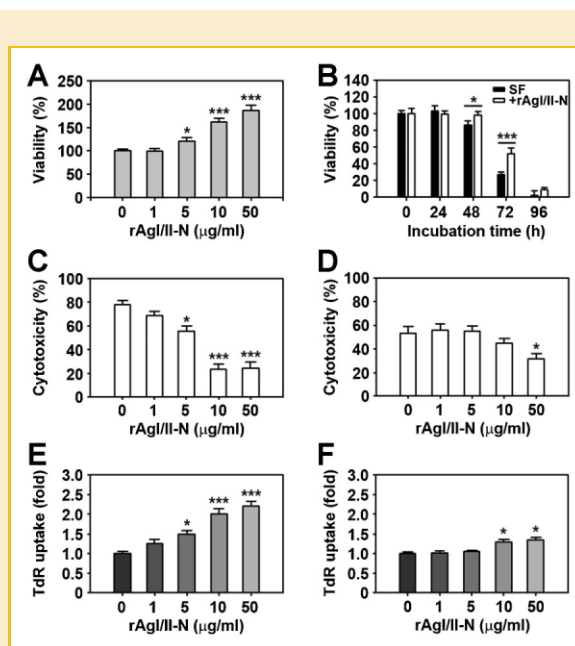 A
Viability (%)
250
200
150
100
50
0
*
***
***
0 1 5 10 50
rAgI/II-N (μg/ml)
B
Viability (%)
140
120
100
80
60
40
20
0
SF
+rAgI/II-N
*
***
0 24 48 72 96
Incubation time (h)
C
Cytotoxicity (%)
100
80
60
40
20
0
*
***
***
0 1 5 10 50
rAgI/II-N (μg/ml)
D
Cytotoxicity (%)
100
80
60
40
20
0
*
0 1 5 10 50
rAgI/II-N (μg/ml)
E
TdR uptake (fold)
3.0
2.5
2.0
1.5
1.0
0.5
0
*
***
***
0 1 5 10 50
rAgI/II-N (μg/ml)
F
TdR uptake (fold)
3.0
2.5
2.0
1.5
1.0
0.5
0
*
*
0 1 5 10 50
rAgI/II-N (μg/ml)